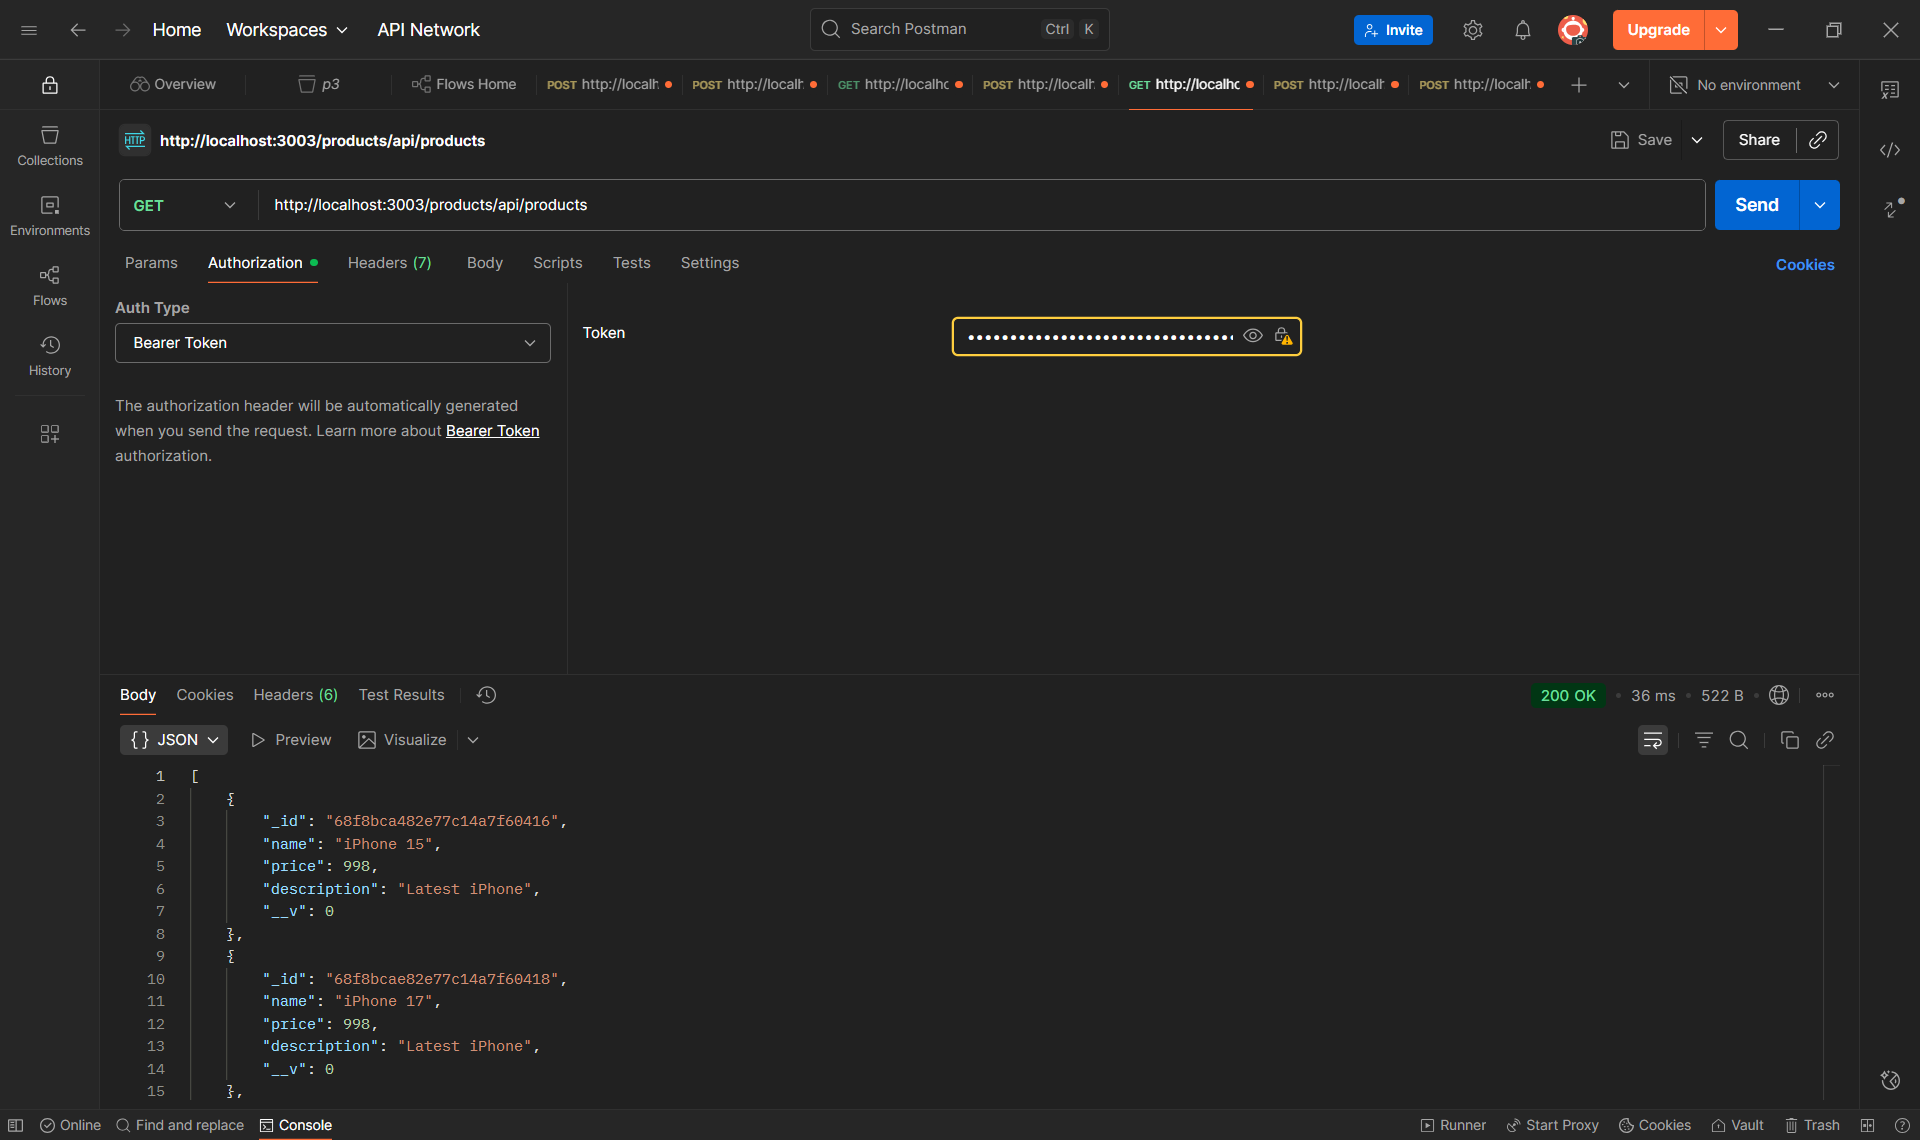 Home Workspaces API Network Search Postman Ctrl K Invite Upgrade
Overview p3 Flows Home POST http://localh POST http://localh GET http://localhc POST http://localh GET http://localhc POST http://localh POST http://localh No environment
HTTP http://localhost:3003/products/api/products Save Share
Collections
GET http://localhost:3003/products/api/products Send
Environments
Params Authorization Headers (7) Body Scripts Tests Settings Cookies
Flows
Auth Type
Token
Bearer Token
History
The authorization header will be automatically generated
when you send the request. Learn more about Bearer Token
authorization.
Body Cookies Headers (6) Test Results 200 OK 36 ms 522 B
{} JSON Preview Visualize
1 [
2 {
3 "_id": "68f8bca482e77c14a7f60416",
4 "name": "iPhone 15",
5 "price": 998,
6 "description": "Latest iPhone",
7 "__v": 0
8 },
9 {
10 "_id": "68f8bcae82e77c14a7f60418",
11 "name": "iPhone 17",
12 "price": 998,
13 "description": "Latest iPhone",
14 "__v": 0
15 },
Online Find and replace Console Runner Start Proxy Cookies Vault Trash